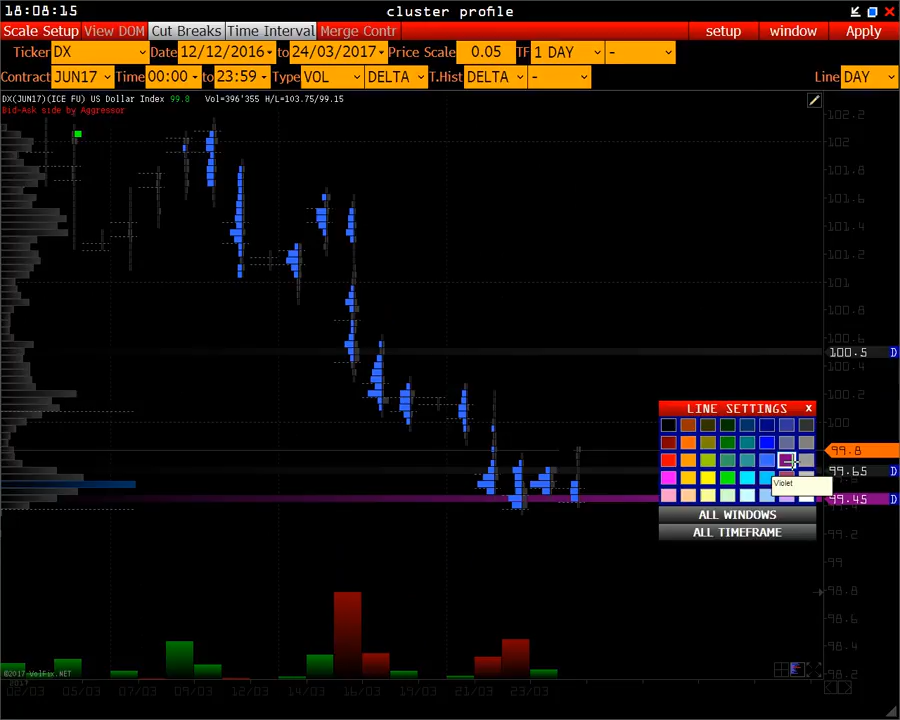 18:08:15 cluster profile
Scale Setup View DOM Cut Breaks Time Interval Merge Contr setup window Apply
Ticker DX Date 12/12/2016 to 24/03/2017 Price Scale 0.05 TF 1 DAY -
Contract JUN17 Time 00:00 to 23:59 Type VOL DELTA T.Hist DELTA - Line DAY
DX(JUN17)(ICE FU) US Dollar Index 99.8 Vol=396'355 H/L=103.75/99.15
Bid-Ask side by Aggressor
102.2
102
101.8
101.6
101.4
101.2
101
100.8
100.6
100.5 D
100.4
100.2
100
LINE SETTINGS x
99.8
99.65 D
Violet
99.45 D
ALL WINDOWS
ALL TIMEFRAME
99.2
99
98.8
98.6
98.4
98.2
©2017-VolFix.NET
2017
02/03 05/03 07/03 09/03 12/03 14/03 16/03 19/03 21/03 23/03